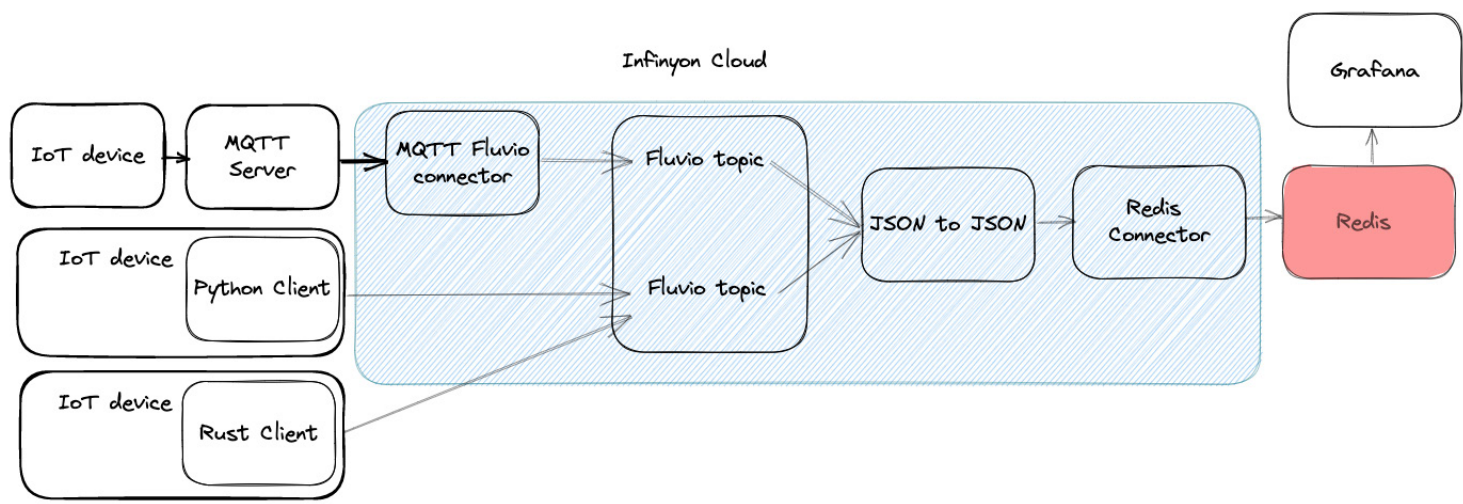 Infinyon Cloud
Grafana
IoT device
MQTT
Server
MQTT Fluvio
connector
Fluvio topic
JSON to JSON
Redis
Connector
Redis
IoT device
Python Client
Fluvio topic
IoT device
Rust Client